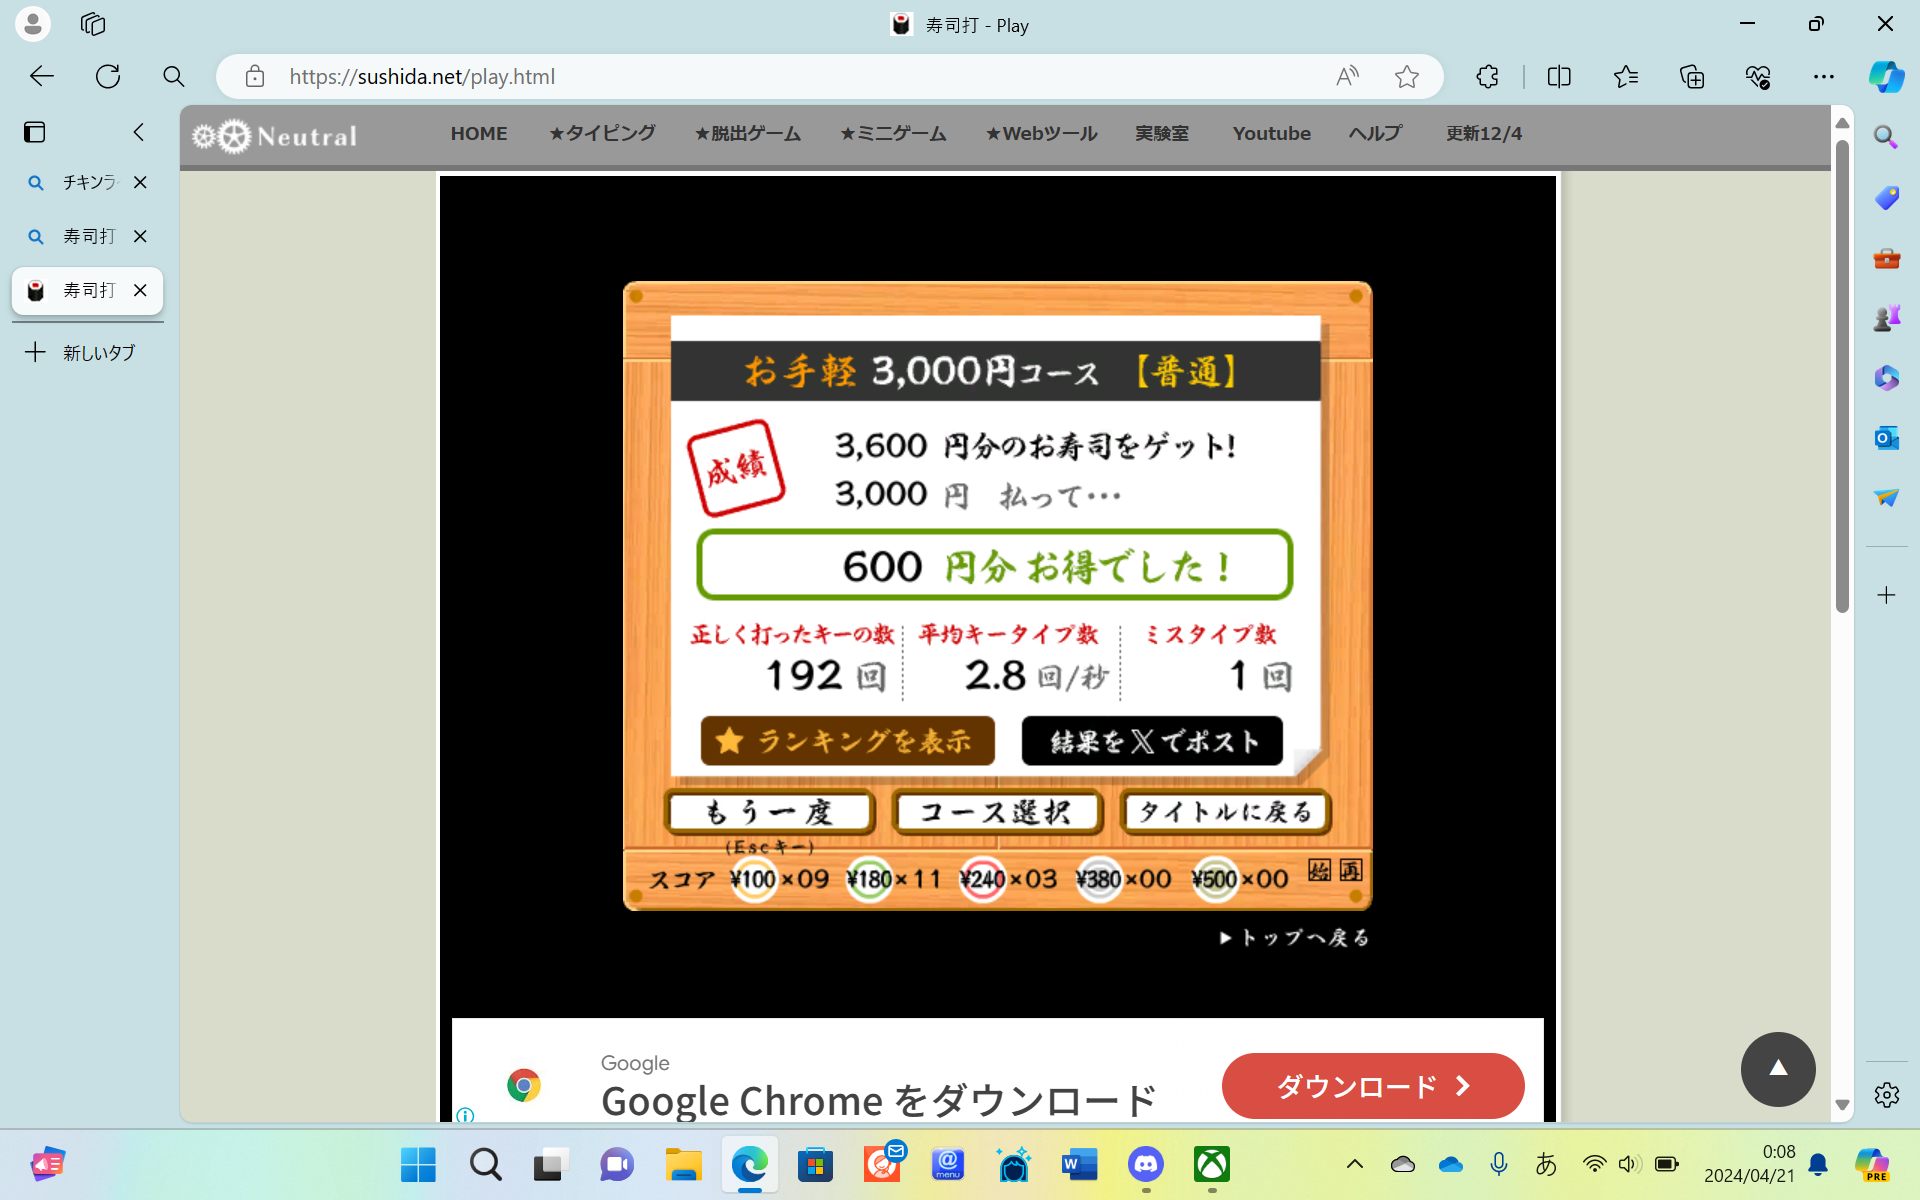 寿司打 - Play
https://sushida.net/play.html
チキンラ
寿司打
寿司打
新しいタブ
Neutral
HOME ★タイピング ★脱出ゲーム ★ミニゲーム ★Webツール 実験室 Youtube ヘルプ 更新12/4
お手軽 3,000円コース 【普通】
成績
3,600 円分のお寿司をゲット!
3,000 円 払って・・・
600 円分 お得でした!
正しく打ったキーの数 平均キータイプ数 ミスタイプ数
192 回 2.8 回/秒 1 回
★ ランキングを表示 結果を𝕏でポスト
もう一度 コース選択 タイトルに戻る
(Escキー)
スコア ¥100×09 ¥180×11 ¥240×03 ¥380×00 ¥500×00 始 再
▶トップへ戻る
Google
Google Chrome をダウンロード
ダウンロード
@
menu
W
あ
0:08
2024/04/21
PRE